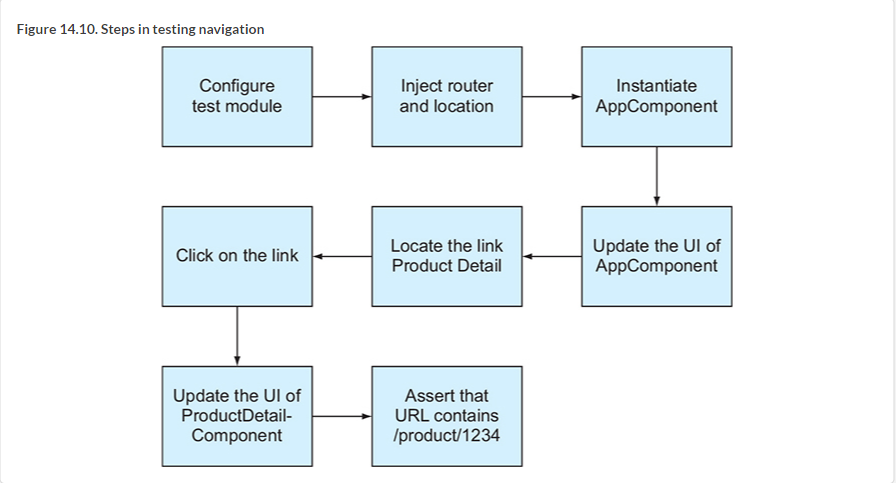 Figure 14.10. Steps in testing navigation
Configure
test module
Inject router
and location
Instantiate
AppComponent
Update the UI of
AppComponent
Locate the link
Product Detail
Click on the link
Update the UI of
ProductDetail-
Component
Assert that
URL contains
/product/1234